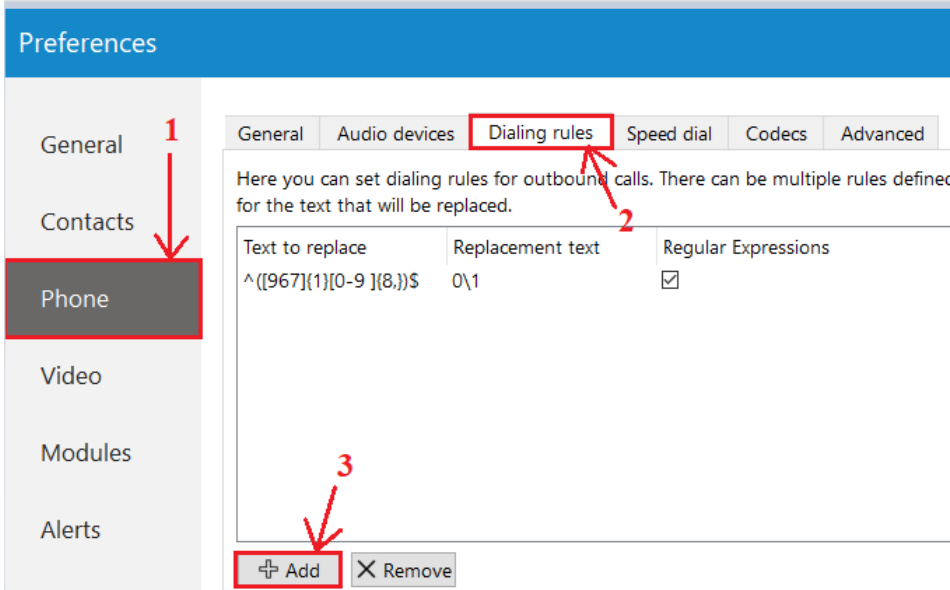 Preferences
General
1
Contacts
Phone
Video
Modules
Alerts
General Audio devices Dialing rules Speed dial Codecs Advanced
2
Here you can set dialing rules for outbound calls. There can be multiple rules defined
for the text that will be replaced.
Text to replace Replacement text Regular Expressions
^([967]{1}[0-9 ]{8,})$ 0\1
3
Add Remove